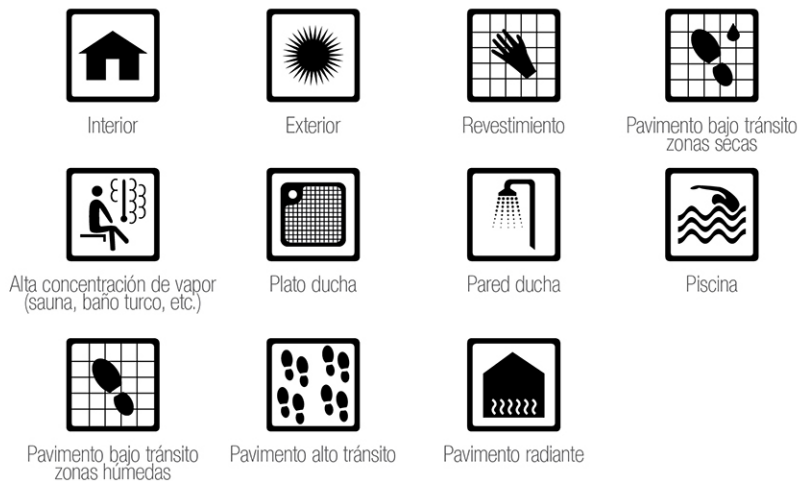 Interior
Exterior
Revestimiento
Pavimento bajo tránsito
zonas secas
Alta concentración de vapor
(sauna, baño turco, etc.)
Plato ducha
Pared ducha
Piscina
Pavimento bajo tránsito
zonas húmedas
Pavimento alto tránsito
Pavimento radiante